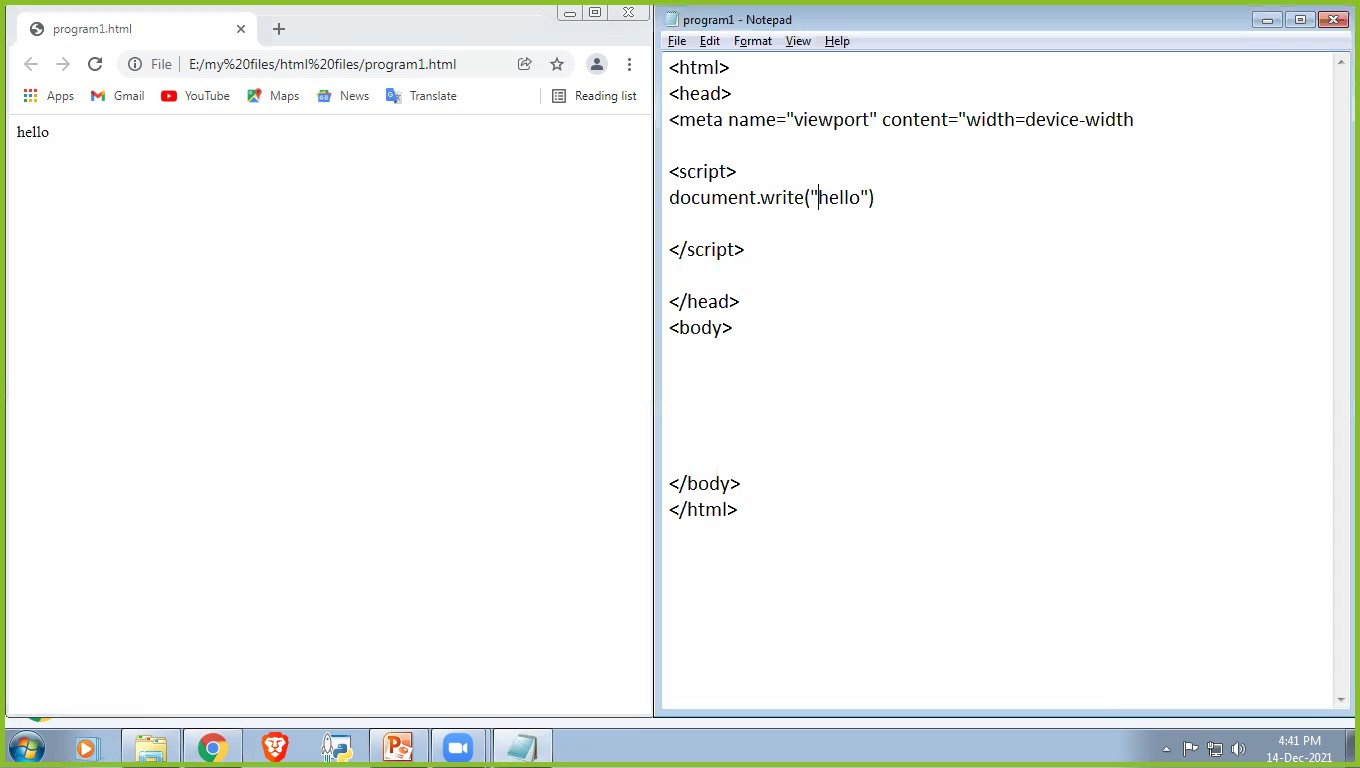 program1.html
File E:/my%20files/html%20files/program1.html
Apps Gmail YouTube Maps News Translate Reading list
hello
program1 - Notepad
File Edit Format View Help
<html>
<head>
<meta name="viewport" content="width=device-width
<script>
document.write("hello")
</script>
</head>
<body>
</body>
</html>
4:41 PM
14-Dec-2021